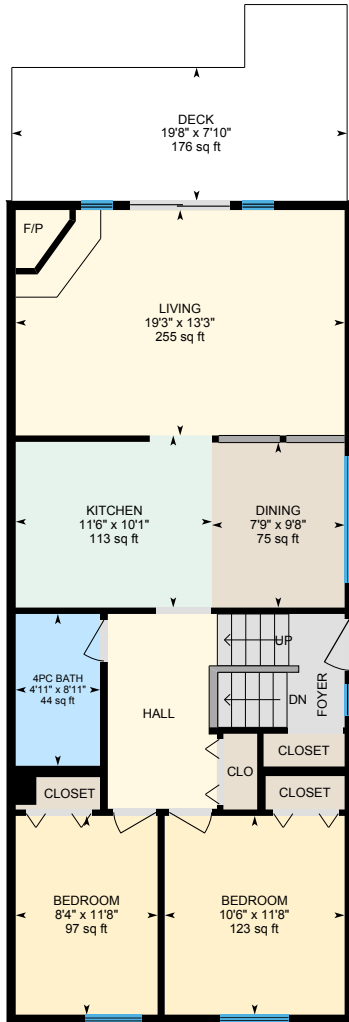 DECK
19'8" x 7'10"
176 sq ft
F/P
LIVING
19'3" x 13'3"
255 sq ft
KITCHEN
11'6" x 10'1"
113 sq ft
DINING
7'9" x 9'8"
75 sq ft
4PC BATH
4'11" x 8'11"
44 sq ft
HALL
UP
DN
FOYER
CLO
CLOSET
CLOSET
CLOSET
BEDROOM
8'4" x 11'8"
97 sq ft
BEDROOM
10'6" x 11'8"
123 sq ft